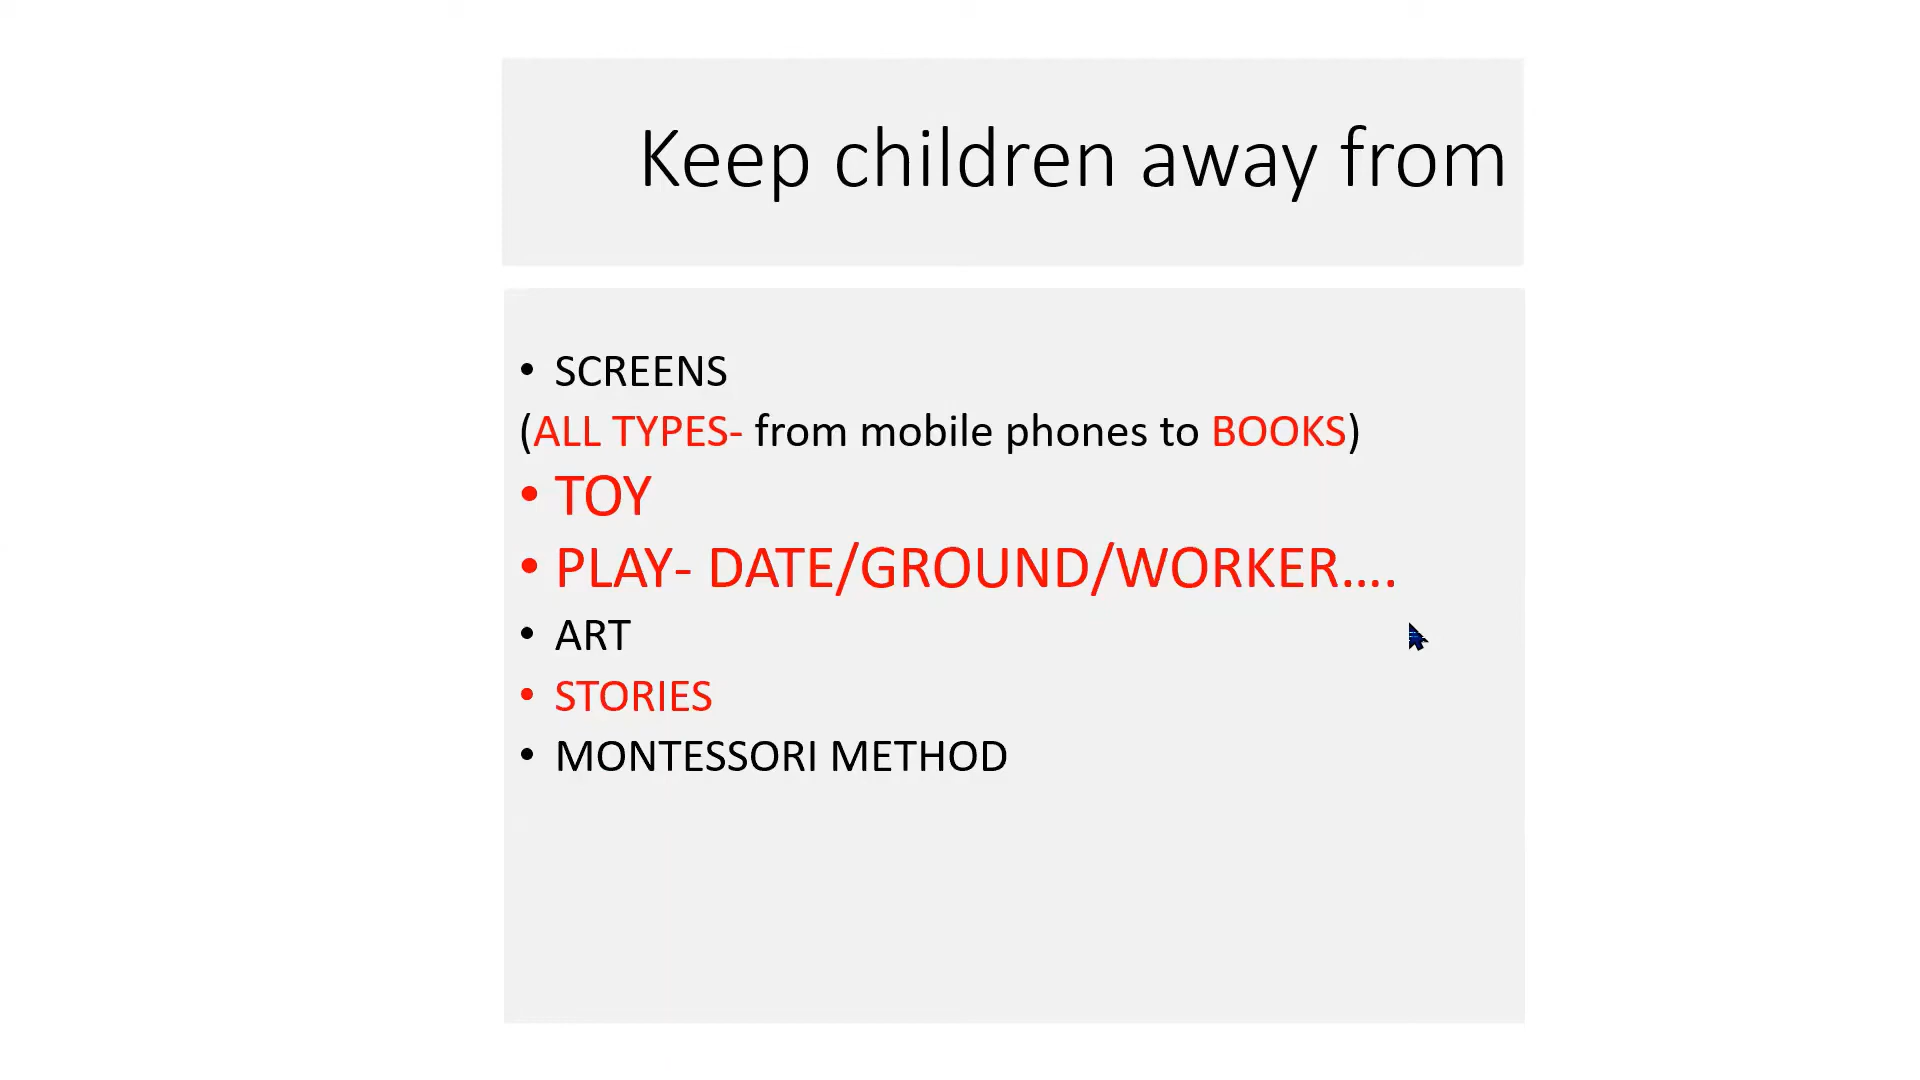 Keep children away from
• SCREENS
(ALL TYPES- from mobile phones to BOOKS)
• TOY
• PLAY- DATE/GROUND/WORKER....
• ART
• STORIES
• MONTESSORI METHOD